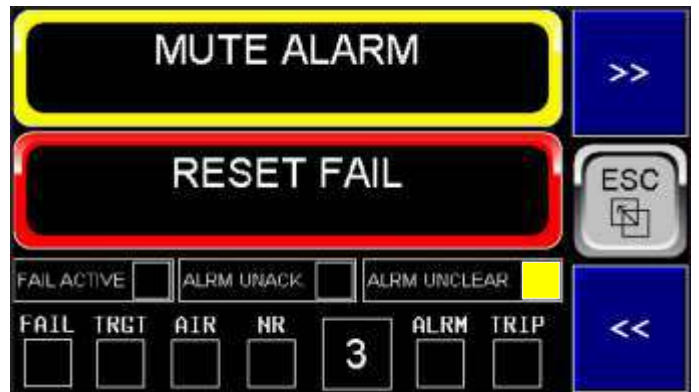 MUTE ALARM
>>
RESET FAIL
ESC
FAIL ACTIVE
ALRM UNACK
ALRM UNCLEAR
FAIL TRGT AIR NR 3 ALRM TRIP
<<